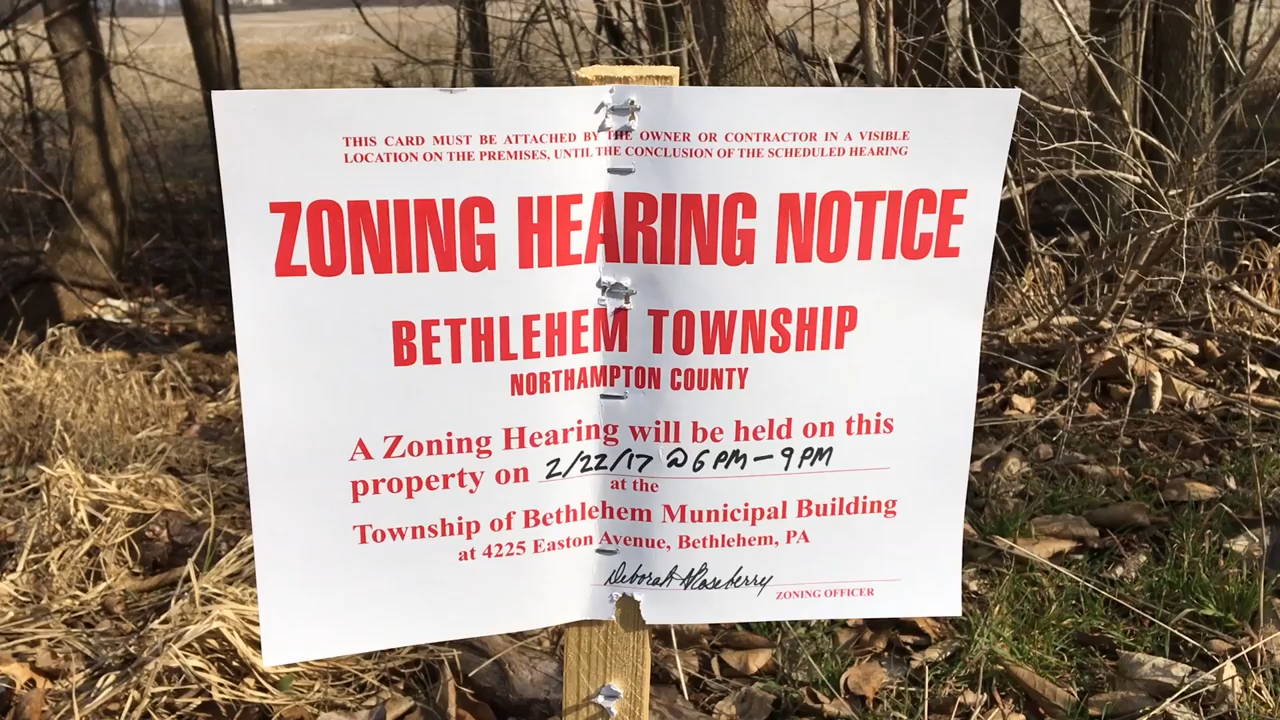 THIS CARD MUST BE ATTACHED BY THE OWNER OR CONTRACTOR IN A VISIBLE
LOCATION ON THE PREMISES, UNTIL THE CONCLUSION OF THE SCHEDULED HEARING
ZONING HEARING NOTICE
BETHLEHEM TOWNSHIP
NORTHAMPTON COUNTY
A Zoning Hearing will be held on this
property on 2/22/17 @ 6 PM – 9 PM
at the
Township of Bethlehem Municipal Building
at 4225 Easton Avenue, Bethlehem, PA
Deborah A Roseberry
ZONING OFFICER